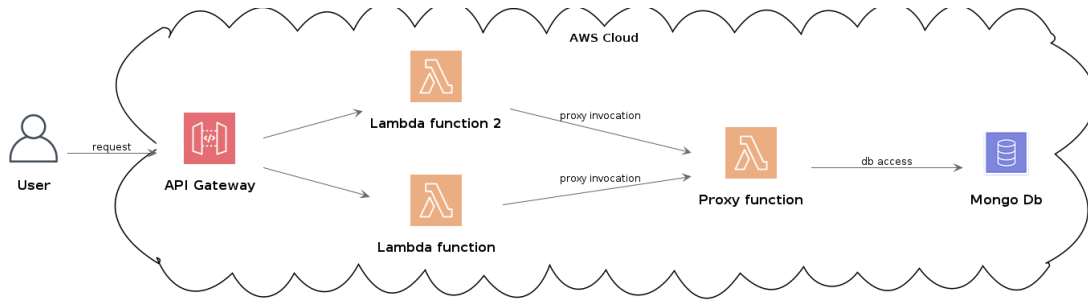 AWS Cloud
Lambda function 2
proxy invocation
request
User
API Gateway
proxy invocation
Lambda function
Proxy function
db access
Mongo Db